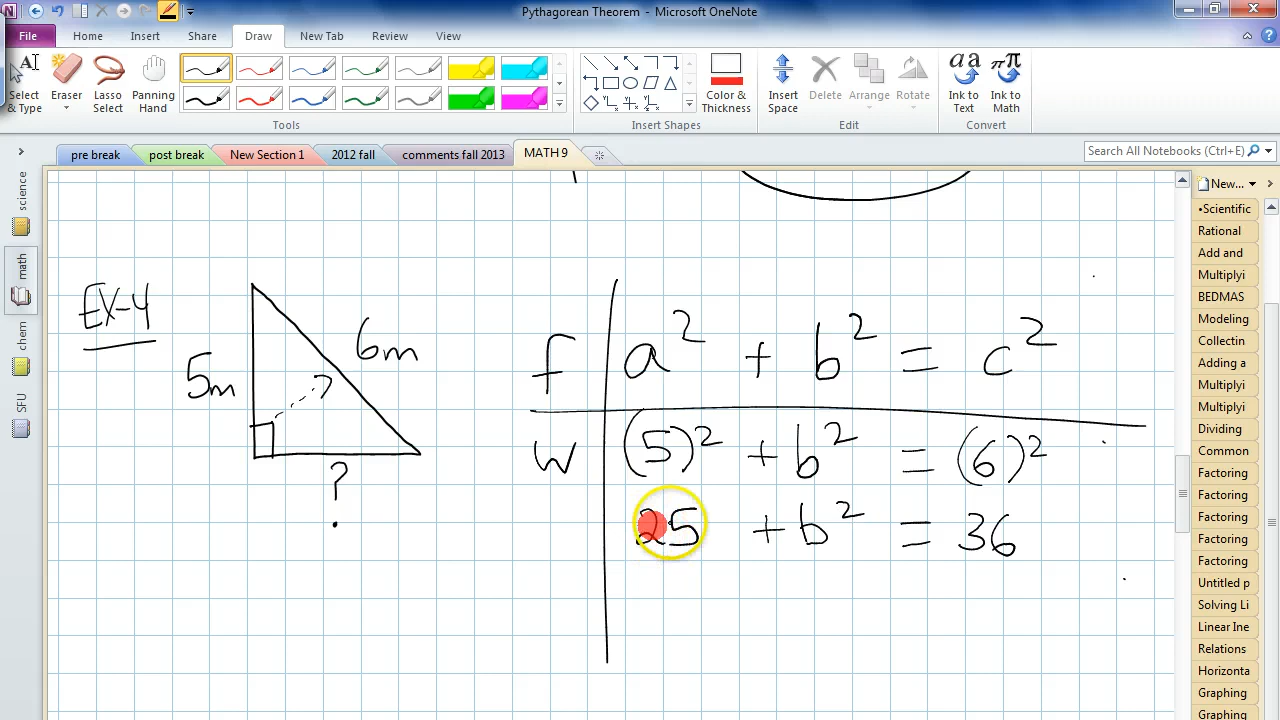 Pythagorean Theorem - Microsoft OneNote
File Home Insert Share Draw New Tab Review View
Select & Type Eraser Lasso Select Panning Hand Color & Thickness Insert Space Delete Arrange Rotate Ink to Text Ink to Math
Tools Insert Shapes Edit Convert
pre break post break New Section 1 2012 fall comments fall 2013 MATH 9 Search All Notebooks (Ctrl+E)
science
math
chem
SFU
New...
•Scientific
Rational
Add and
Multiplyi
BEDMAS
Modeling
Collectin
Adding a
Multiplyi
Multiplyi
Dividing
Common
Factoring
Factoring
Factoring
Factoring
Factoring
Untitled p
Solving Li
Linear Ine
Relations
Horizonta
Graphing
Graphing
EX-4
5m
6m
?
f a² + b² = c²
w (5)² + b² = (6)²
25 + b² = 36